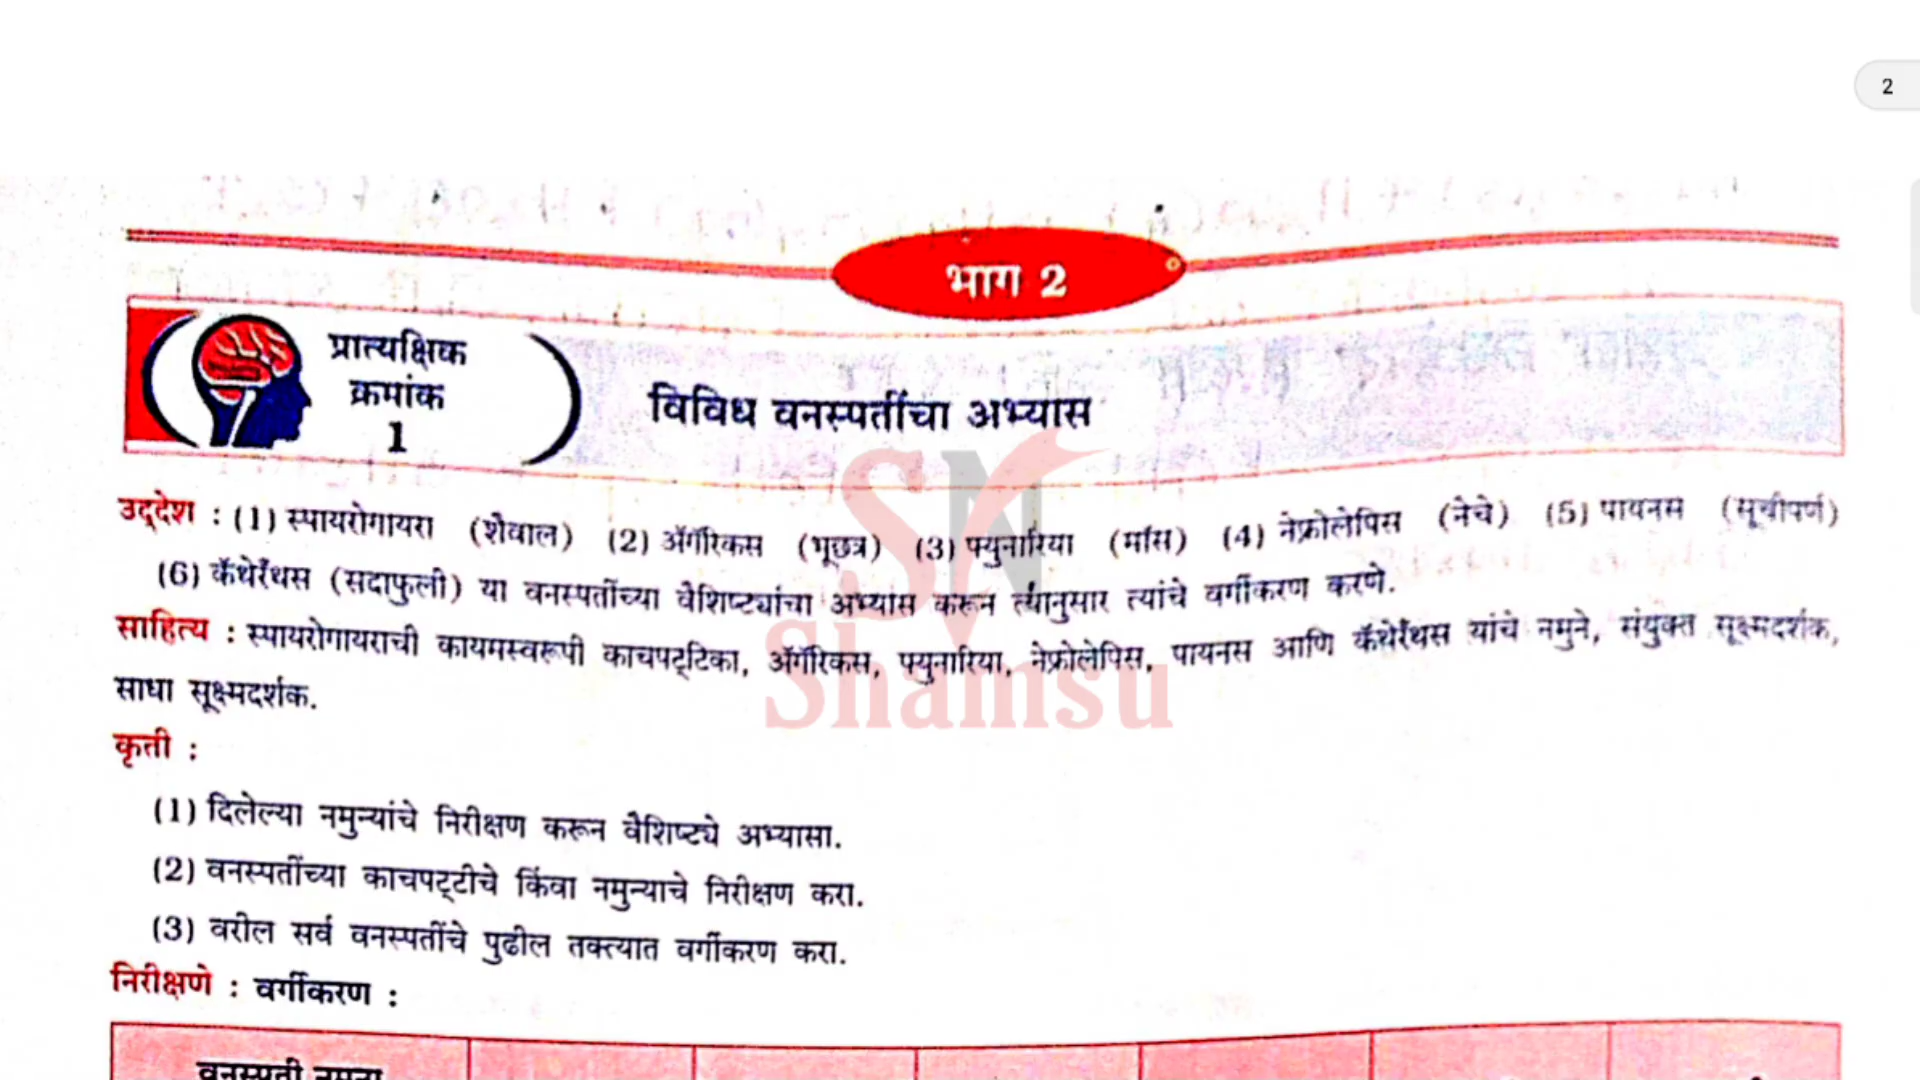 2
भाग 2
प्रात्यक्षिक
क्रमांक
1
विविध वनस्पतींचा अभ्यास
उद्देश : (1) स्पायरोगायरा (शैवाल) (2) ॲगॅरिकस (भूछत्र) (3) फ्युनारिया (मॉस) (4) नेफ्रोलेपिस (नेचे) (5) पायनस (सूचीपर्ण)
(6) कॅथेरँथस (सदाफुली) या वनस्पतींच्या वैशिष्ट्यांचा अभ्यास करून त्यानुसार त्यांचे वर्गीकरण करणे.
साहित्य : स्पायरोगायराची कायमस्वरूपी काचपट्टिका, ॲगॅरिकस, फ्युनारिया, नेफ्रोलेपिस, पायनस आणि कॅथेरँथस यांचे नमुने, संयुक्त सूक्ष्मदर्शक,
साधा सूक्ष्मदर्शक.
SN
Shamsu
कृती :
(1) दिलेल्या नमुन्यांचे निरीक्षण करून वैशिष्ट्ये अभ्यासा.
(2) वनस्पतींच्या काचपट्टीचे किंवा नमुन्याचे निरीक्षण करा.
(3) वरील सर्व वनस्पतींचे पुढील तक्त्यात वर्गीकरण करा.
निरीक्षणे : वर्गीकरण :
वनस्पती नमुना